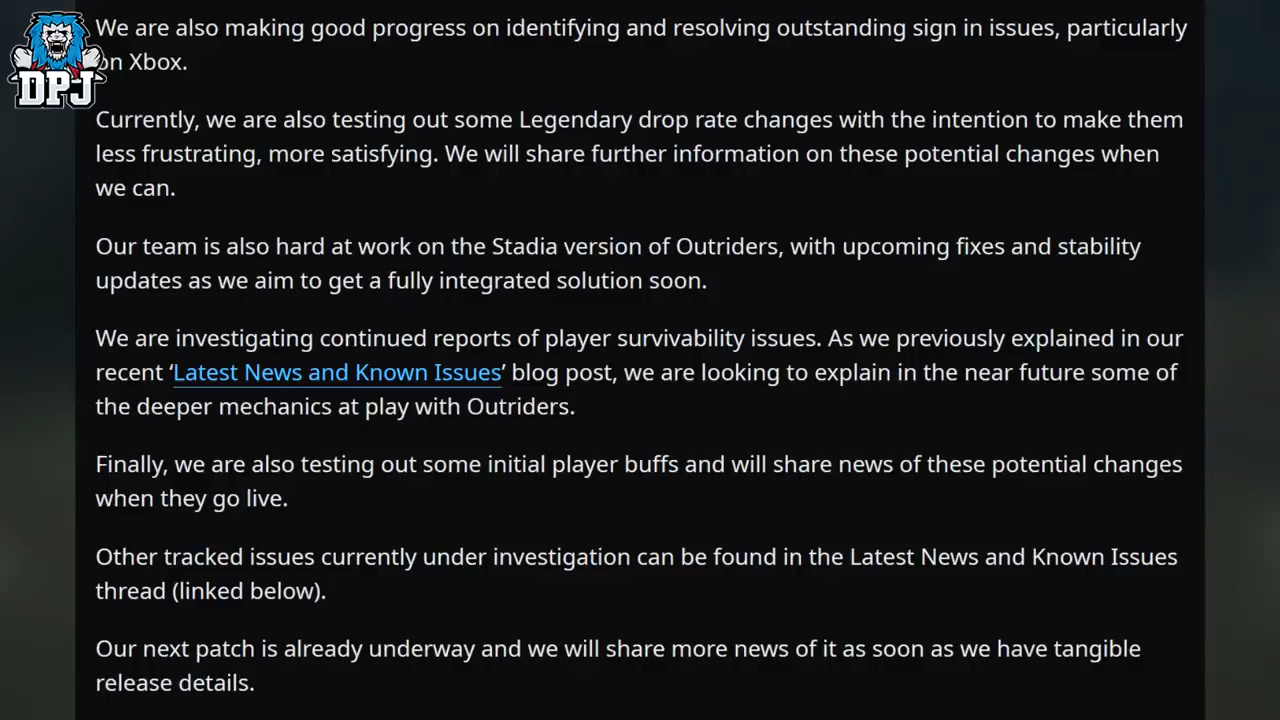 We are also making good progress on identifying and resolving outstanding sign in issues, particularly
on Xbox.
DPJ
Currently, we are also testing out some Legendary drop rate changes with the intention to make them
less frustrating, more satisfying. We will share further information on these potential changes when
we can.
Our team is also hard at work on the Stadia version of Outriders, with upcoming fixes and stability
updates as we aim to get a fully integrated solution soon.
We are investigating continued reports of player survivability issues. As we previously explained in our
recent ‘Latest News and Known Issues’ blog post, we are looking to explain in the near future some of
the deeper mechanics at play with Outriders.
Finally, we are also testing out some initial player buffs and will share news of these potential changes
when they go live.
Other tracked issues currently under investigation can be found in the Latest News and Known Issues
thread (linked below).
Our next patch is already underway and we will share more news of it as soon as we have tangible
release details.